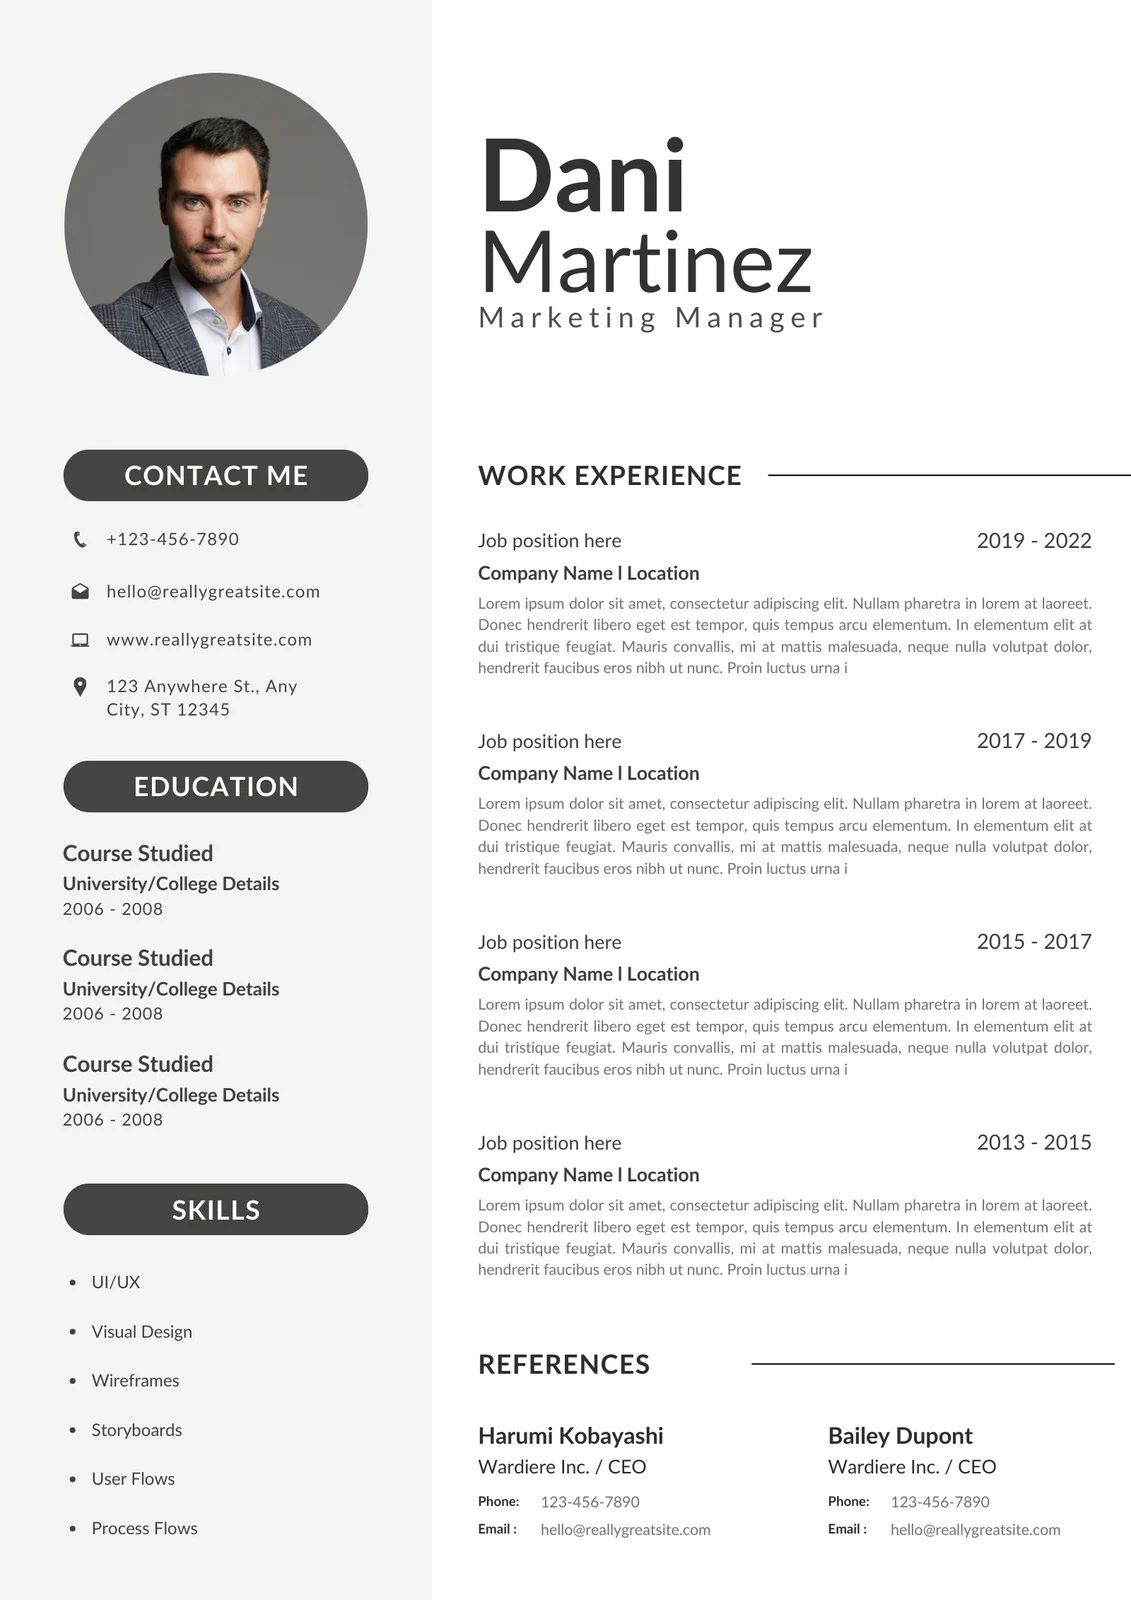 Dani
Martinez
Marketing Manager
CONTACT ME
+123-456-7890
hello@reallygreatsite.com
www.reallygreatsite.com
123 Anywhere St., Any
City, ST 12345
EDUCATION
Course Studied
University/College Details
2006 - 2008
Course Studied
University/College Details
2006 - 2008
Course Studied
University/College Details
2006 - 2008
SKILLS
• UI/UX
• Visual Design
• Wireframes
• Storyboards
• User Flows
• Process Flows
WORK EXPERIENCE
Job position here 2019 - 2022
Company Name l Location
Lorem ipsum dolor sit amet, consectetur adipiscing elit. Nullam pharetra in lorem at laoreet.
Donec hendrerit libero eget est tempor, quis tempus arcu elementum. In elementum elit at
dui tristique feugiat. Mauris convallis, mi at mattis malesuada, neque nulla volutpat dolor,
hendrerit faucibus eros nibh ut nunc. Proin luctus urna i
Job position here 2017 - 2019
Company Name l Location
Lorem ipsum dolor sit amet, consectetur adipiscing elit. Nullam pharetra in lorem at laoreet.
Donec hendrerit libero eget est tempor, quis tempus arcu elementum. In elementum elit at
dui tristique feugiat. Mauris convallis, mi at mattis malesuada, neque nulla volutpat dolor,
hendrerit faucibus eros nibh ut nunc. Proin luctus urna i
Job position here 2015 - 2017
Company Name l Location
Lorem ipsum dolor sit amet, consectetur adipiscing elit. Nullam pharetra in lorem at laoreet.
Donec hendrerit libero eget est tempor, quis tempus arcu elementum. In elementum elit at
dui tristique feugiat. Mauris convallis, mi at mattis malesuada, neque nulla volutpat dolor,
hendrerit faucibus eros nibh ut nunc. Proin luctus urna i
Job position here 2013 - 2015
Company Name l Location
Lorem ipsum dolor sit amet, consectetur adipiscing elit. Nullam pharetra in lorem at laoreet.
Donec hendrerit libero eget est tempor, quis tempus arcu elementum. In elementum elit at
dui tristique feugiat. Mauris convallis, mi at mattis malesuada, neque nulla volutpat dolor,
hendrerit faucibus eros nibh ut nunc. Proin luctus urna i
REFERENCES
Harumi Kobayashi
Wardiere Inc. / CEO
Phone: 123-456-7890
Email : hello@reallygreatsite.com
Bailey Dupont
Wardiere Inc. / CEO
Phone: 123-456-7890
Email : hello@reallygreatsite.com